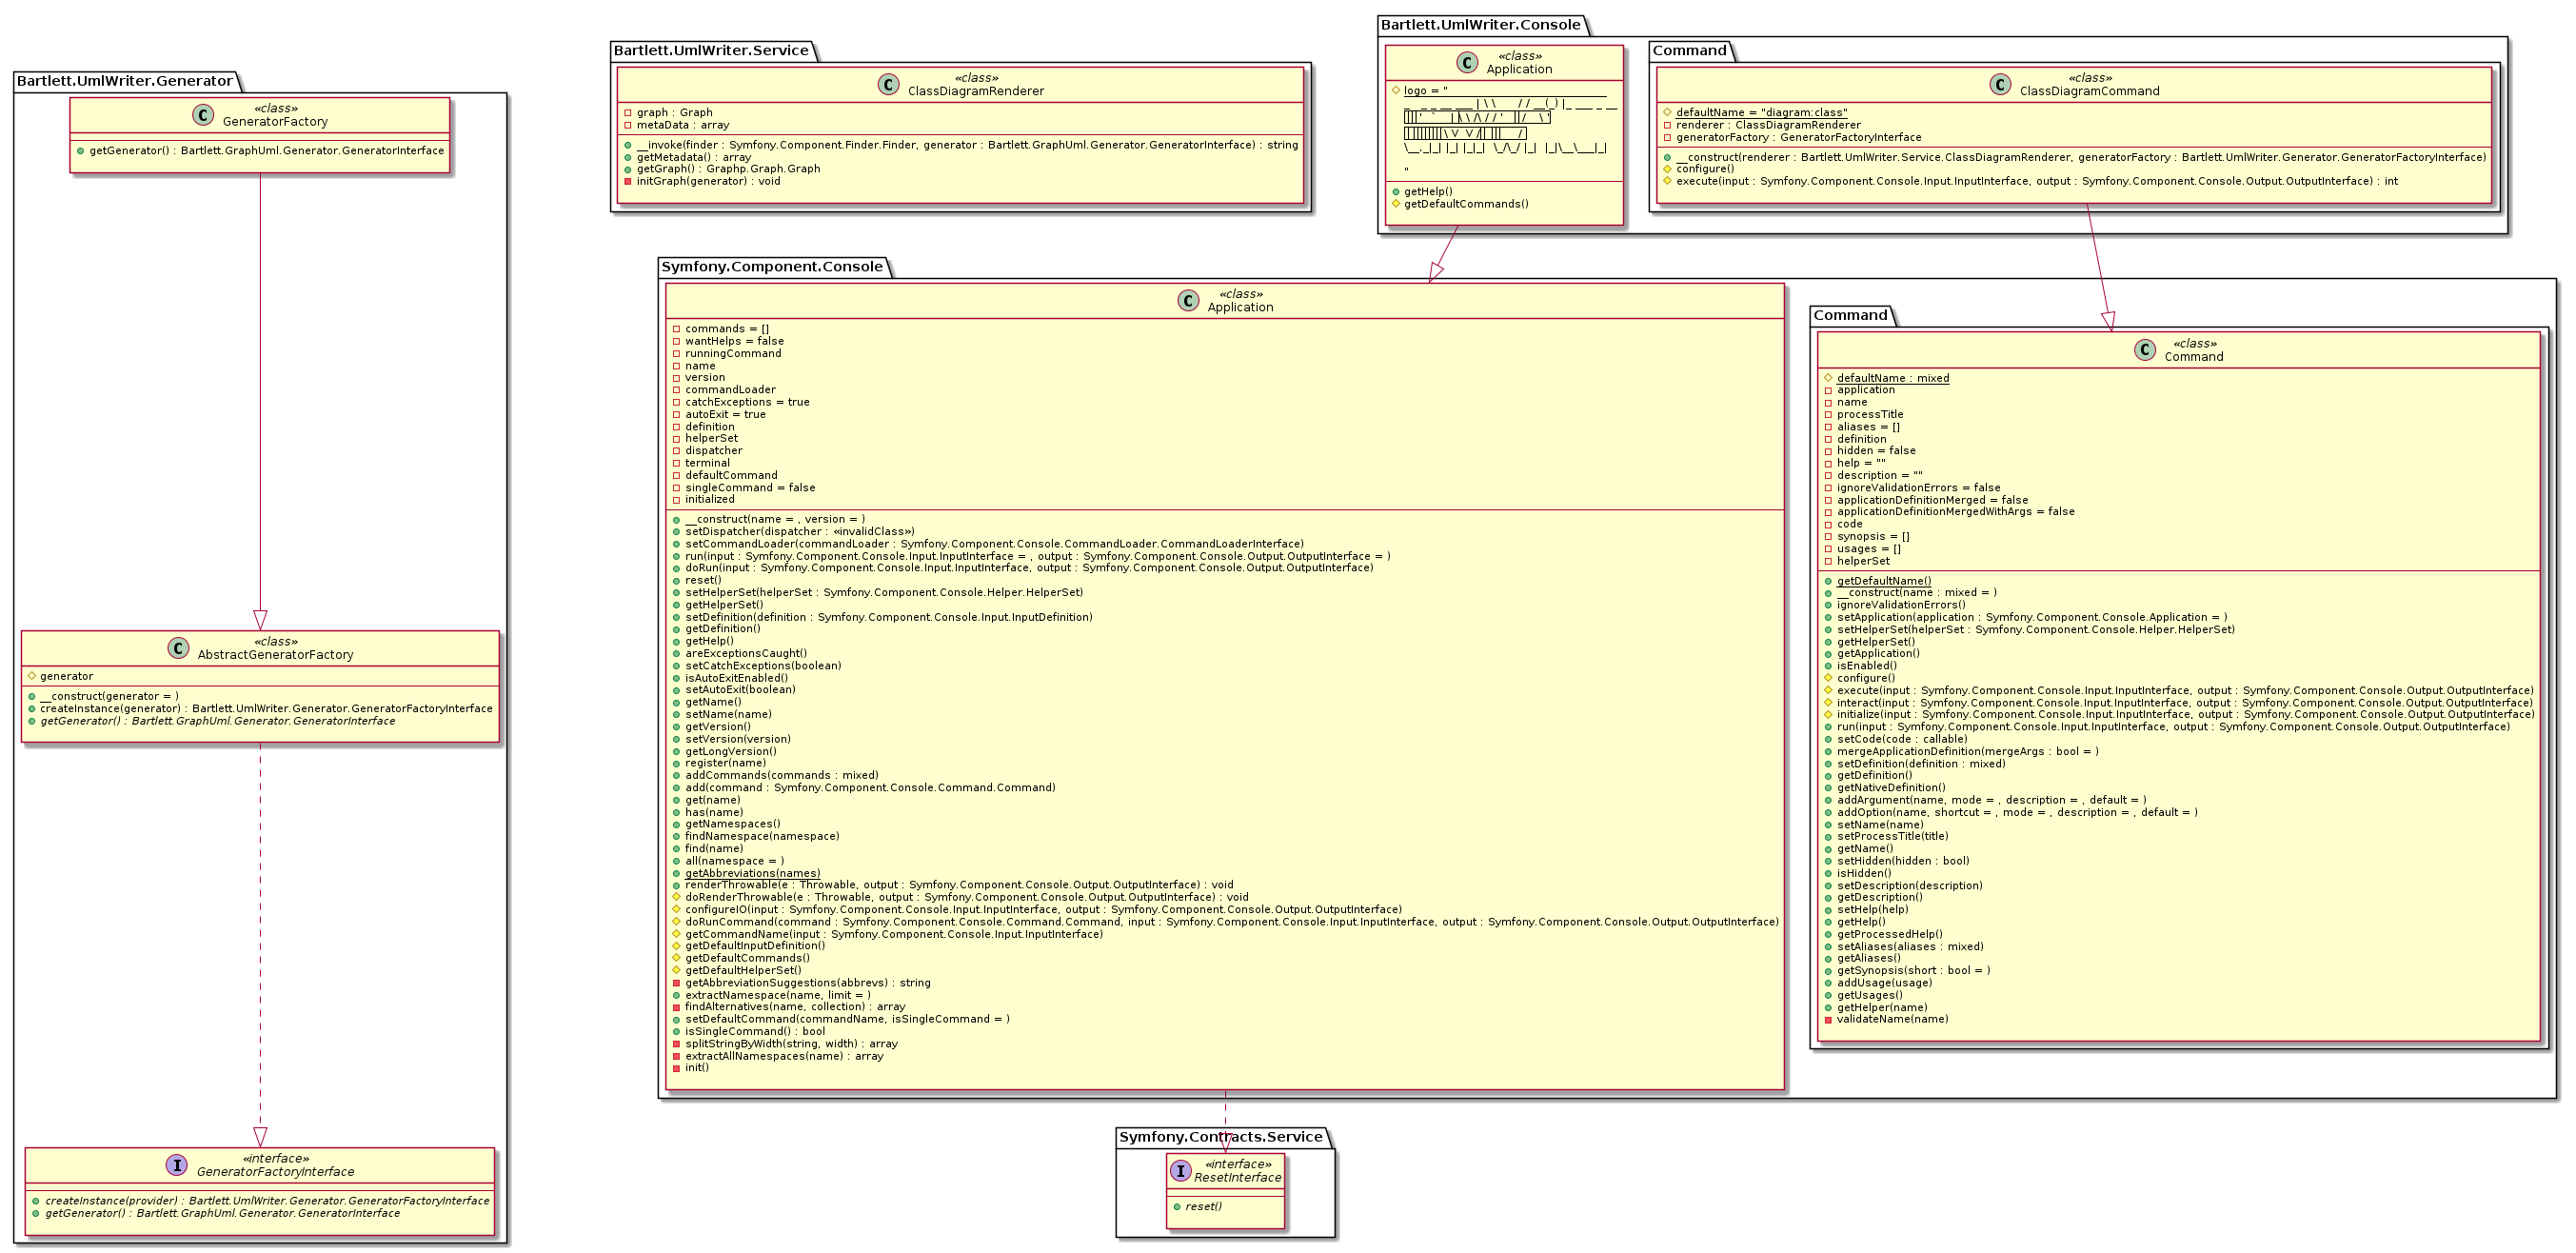 Bartlett.UmlWriter.Generator
«class»
GeneratorFactory
getGenerator() : Bartlett.GraphUml.Generator.GeneratorInterface
«class»
AbstractGeneratorFactory
generator
__construct(generator = )
createInstance(generator) : Bartlett.UmlWriter.Generator.GeneratorFactoryInterface
getGenerator() : Bartlett.GraphUml.Generator.GeneratorInterface
«interface»
GeneratorFactoryInterface
createInstance(provider) : Bartlett.UmlWriter.Generator.GeneratorFactoryInterface
getGenerator() : Bartlett.GraphUml.Generator.GeneratorInterface
Bartlett.UmlWriter.Service
«class»
ClassDiagramRenderer
graph : Graph
metaData : array
__invoke(finder : Symfony.Component.Finder.Finder, generator : Bartlett.GraphUml.Generator.GeneratorInterface) : string
getMetadata() : array
getGraph() : Graphp.Graph.Graph
initGraph(generator) : void
Bartlett.UmlWriter.Console
«class»
Application
logo = "
"
getHelp()
getDefaultCommands()
Command
«class»
ClassDiagramCommand
defaultName = "diagram:class"
renderer : ClassDiagramRenderer
generatorFactory : GeneratorFactoryInterface
__construct(renderer : Bartlett.UmlWriter.Service.ClassDiagramRenderer, generatorFactory : Bartlett.UmlWriter.Generator.GeneratorFactoryInterface)
configure()
execute(input : Symfony.Component.Console.Input.InputInterface, output : Symfony.Component.Console.Output.OutputInterface) : int
Symfony.Component.Console
«class»
Application
commands = []
wantHelps = false
runningCommand
name
version
commandLoader
catchExceptions = true
autoExit = true
definition
helperSet
dispatcher
terminal
defaultCommand
singleCommand = false
initialized
__construct(name = , version = )
setDispatcher(dispatcher : «invalidClass»)
setCommandLoader(commandLoader : Symfony.Component.Console.CommandLoader.CommandLoaderInterface)
run(input : Symfony.Component.Console.Input.InputInterface = , output : Symfony.Component.Console.Output.OutputInterface = )
doRun(input : Symfony.Component.Console.Input.InputInterface, output : Symfony.Component.Console.Output.OutputInterface)
reset()
setHelperSet(helperSet : Symfony.Component.Console.Helper.HelperSet)
getHelperSet()
setDefinition(definition : Symfony.Component.Console.Input.InputDefinition)
getDefinition()
getHelp()
areExceptionsCaught()
setCatchExceptions(boolean)
isAutoExitEnabled()
setAutoExit(boolean)
getName()
setName(name)
getVersion()
setVersion(version)
getLongVersion()
register(name)
addCommands(commands : mixed)
add(command : Symfony.Component.Console.Command.Command)
get(name)
has(name)
getNamespaces()
findNamespace(namespace)
find(name)
all(namespace = )
getAbbreviations(names)
renderThrowable(e : Throwable, output : Symfony.Component.Console.Output.OutputInterface) : void
doRenderThrowable(e : Throwable, output : Symfony.Component.Console.Output.OutputInterface) : void
configureIO(input : Symfony.Component.Console.Input.InputInterface, output : Symfony.Component.Console.Output.OutputInterface)
doRunCommand(command : Symfony.Component.Console.Command.Command, input : Symfony.Component.Console.Input.InputInterface, output : Symfony.Component.Console.Output.OutputInterface)
getCommandName(input : Symfony.Component.Console.Input.InputInterface)
getDefaultInputDefinition()
getDefaultCommands()
getDefaultHelperSet()
getAbbreviationSuggestions(abbrevs) : string
extractNamespace(name, limit = )
findAlternatives(name, collection) : array
setDefaultCommand(commandName, isSingleCommand = )
isSingleCommand() : bool
splitStringByWidth(string, width) : array
extractAllNamespaces(name) : array
init()
Command
«class»
Command
defaultName : mixed
application
name
processTitle
aliases = []
definition
hidden = false
help = ""
description = ""
ignoreValidationErrors = false
applicationDefinitionMerged = false
applicationDefinitionMergedWithArgs = false
code
synopsis = []
usages = []
helperSet
getDefaultName()
__construct(name : mixed = )
ignoreValidationErrors()
setApplication(application : Symfony.Component.Console.Application = )
setHelperSet(helperSet : Symfony.Component.Console.Helper.HelperSet)
getHelperSet()
getApplication()
isEnabled()
configure()
execute(input : Symfony.Component.Console.Input.InputInterface, output : Symfony.Component.Console.Output.OutputInterface)
interact(input : Symfony.Component.Console.Input.InputInterface, output : Symfony.Component.Console.Output.OutputInterface)
initialize(input : Symfony.Component.Console.Input.InputInterface, output : Symfony.Component.Console.Output.OutputInterface)
run(input : Symfony.Component.Console.Input.InputInterface, output : Symfony.Component.Console.Output.OutputInterface)
setCode(code : callable)
mergeApplicationDefinition(mergeArgs : bool = )
setDefinition(definition : mixed)
getDefinition()
getNativeDefinition()
addArgument(name, mode = , description = , default = )
addOption(name, shortcut = , mode = , description = , default = )
setName(name)
setProcessTitle(title)
getName()
setHidden(hidden : bool)
isHidden()
setDescription(description)
getDescription()
setHelp(help)
getHelp()
getProcessedHelp()
setAliases(aliases : mixed)
getAliases()
getSynopsis(short : bool = )
addUsage(usage)
getUsages()
getHelper(name)
validateName(name)
Symfony.Contracts.Service
«interface»
ResetInterface
reset()